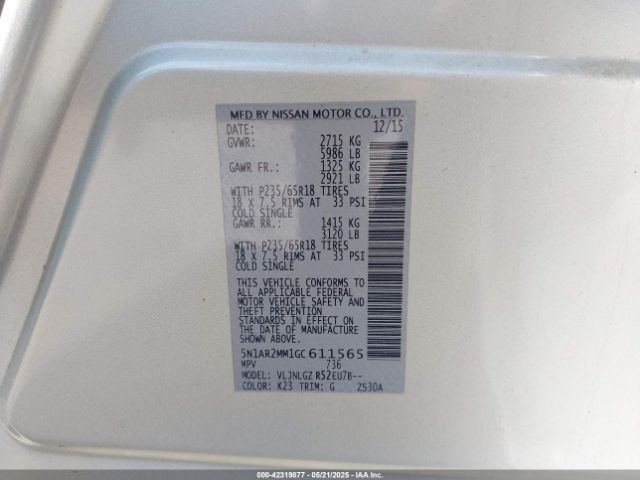 MFD BY NISSAN MOTOR CO., LTD.
DATE: 12/15
GVWR: 2715 KG
5986 LB
GAWR FR.: 1325 KG
2921 LB
WITH P235/65R18 TIRES
18 X 7.5 RIMS AT 33 PSI
COLD SINGLE
GAWR RR.: 1415 KG
3120 LB
WITH P235/65R18 TIRES
18 X 7.5 RIMS AT 33 PSI
COLD SINGLE
THIS VEHICLE CONFORMS TO
ALL APPLICABLE FEDERAL
MOTOR VEHICLE SAFETY AND
THEFT PREVENTION
STANDARDS IN EFFECT ON
THE DATE OF MANUFACTURE
SHOWN ABOVE.
5N1AR2MM1GC611565
MPV 736
MODEL: VLJNLGZ R52EU7B--
COLOR: K23 TRIM: G ZS30A
000-42319877 - 05/21/2025 - IAAI.COM